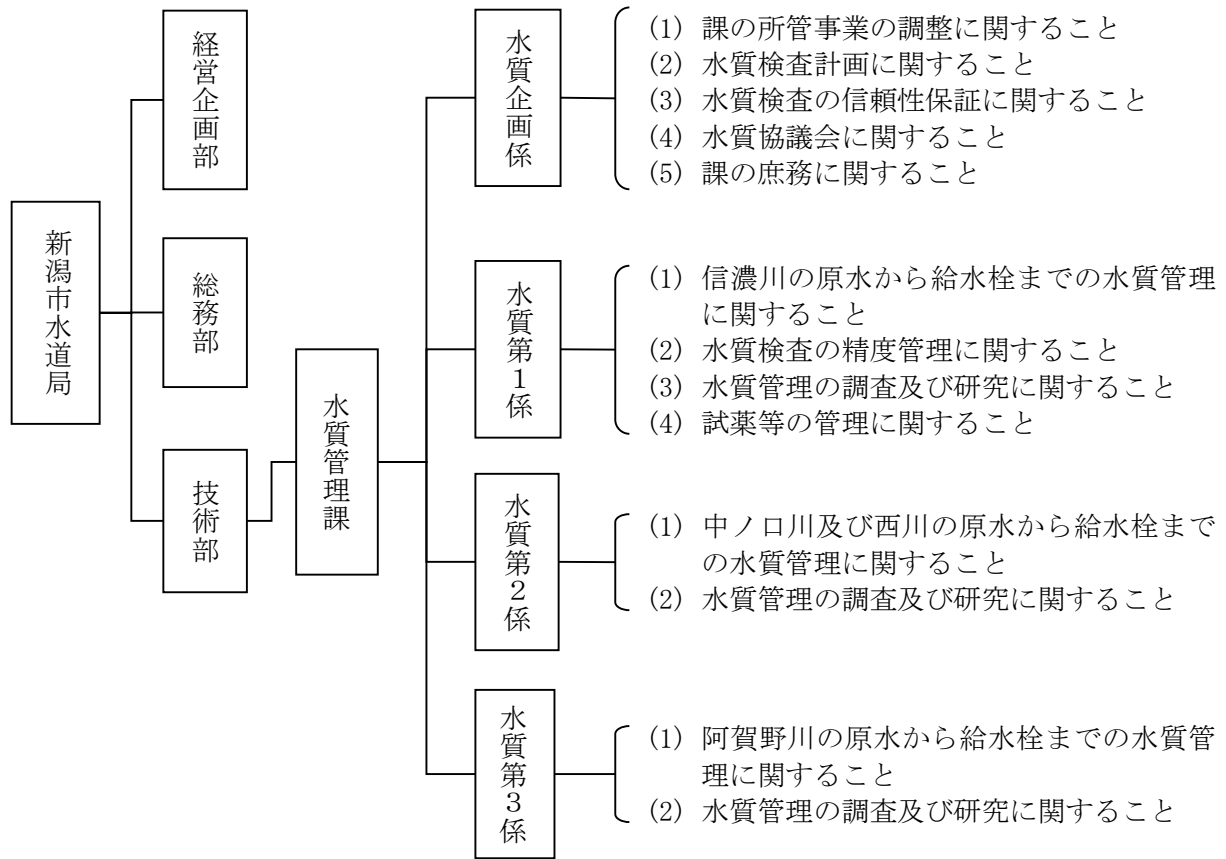 新潟市水道局
経営企画部
総務部
技術部
水質管理課
水質企画係
(1) 課の所管事業の調整に関すること
(2) 水質検査計画に関すること
(3) 水質検査の信頼性保証に関すること
(4) 水質協議会に関すること
(5) 課の庶務に関すること
水質第1係
(1) 信濃川の原水から給水栓までの水質管理
に関すること
(2) 水質検査の精度管理に関すること
(3) 水質管理の調査及び研究に関すること
(4) 試薬等の管理に関すること
水質第2係
(1) 中ノ口川及び西川の原水から給水栓まで
の水質管理に関すること
(2) 水質管理の調査及び研究に関すること
水質第3係
(1) 阿賀野川の原水から給水栓までの水質管
理に関すること
(2) 水質管理の調査及び研究に関すること